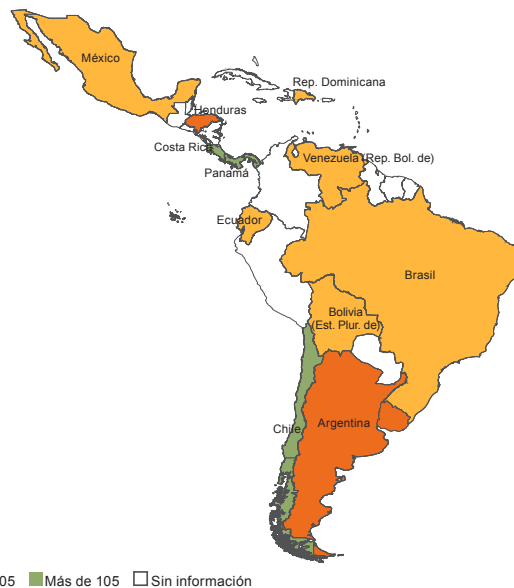 México
Rep. Dominicana
Honduras
Costa Rica
Venezuela (Rep. Bol. de)
Panamá
Ecuador
Brasil
Bolivia
(Est. Plur. de)
Chile
Argentina
05 Más de 105 Sin información